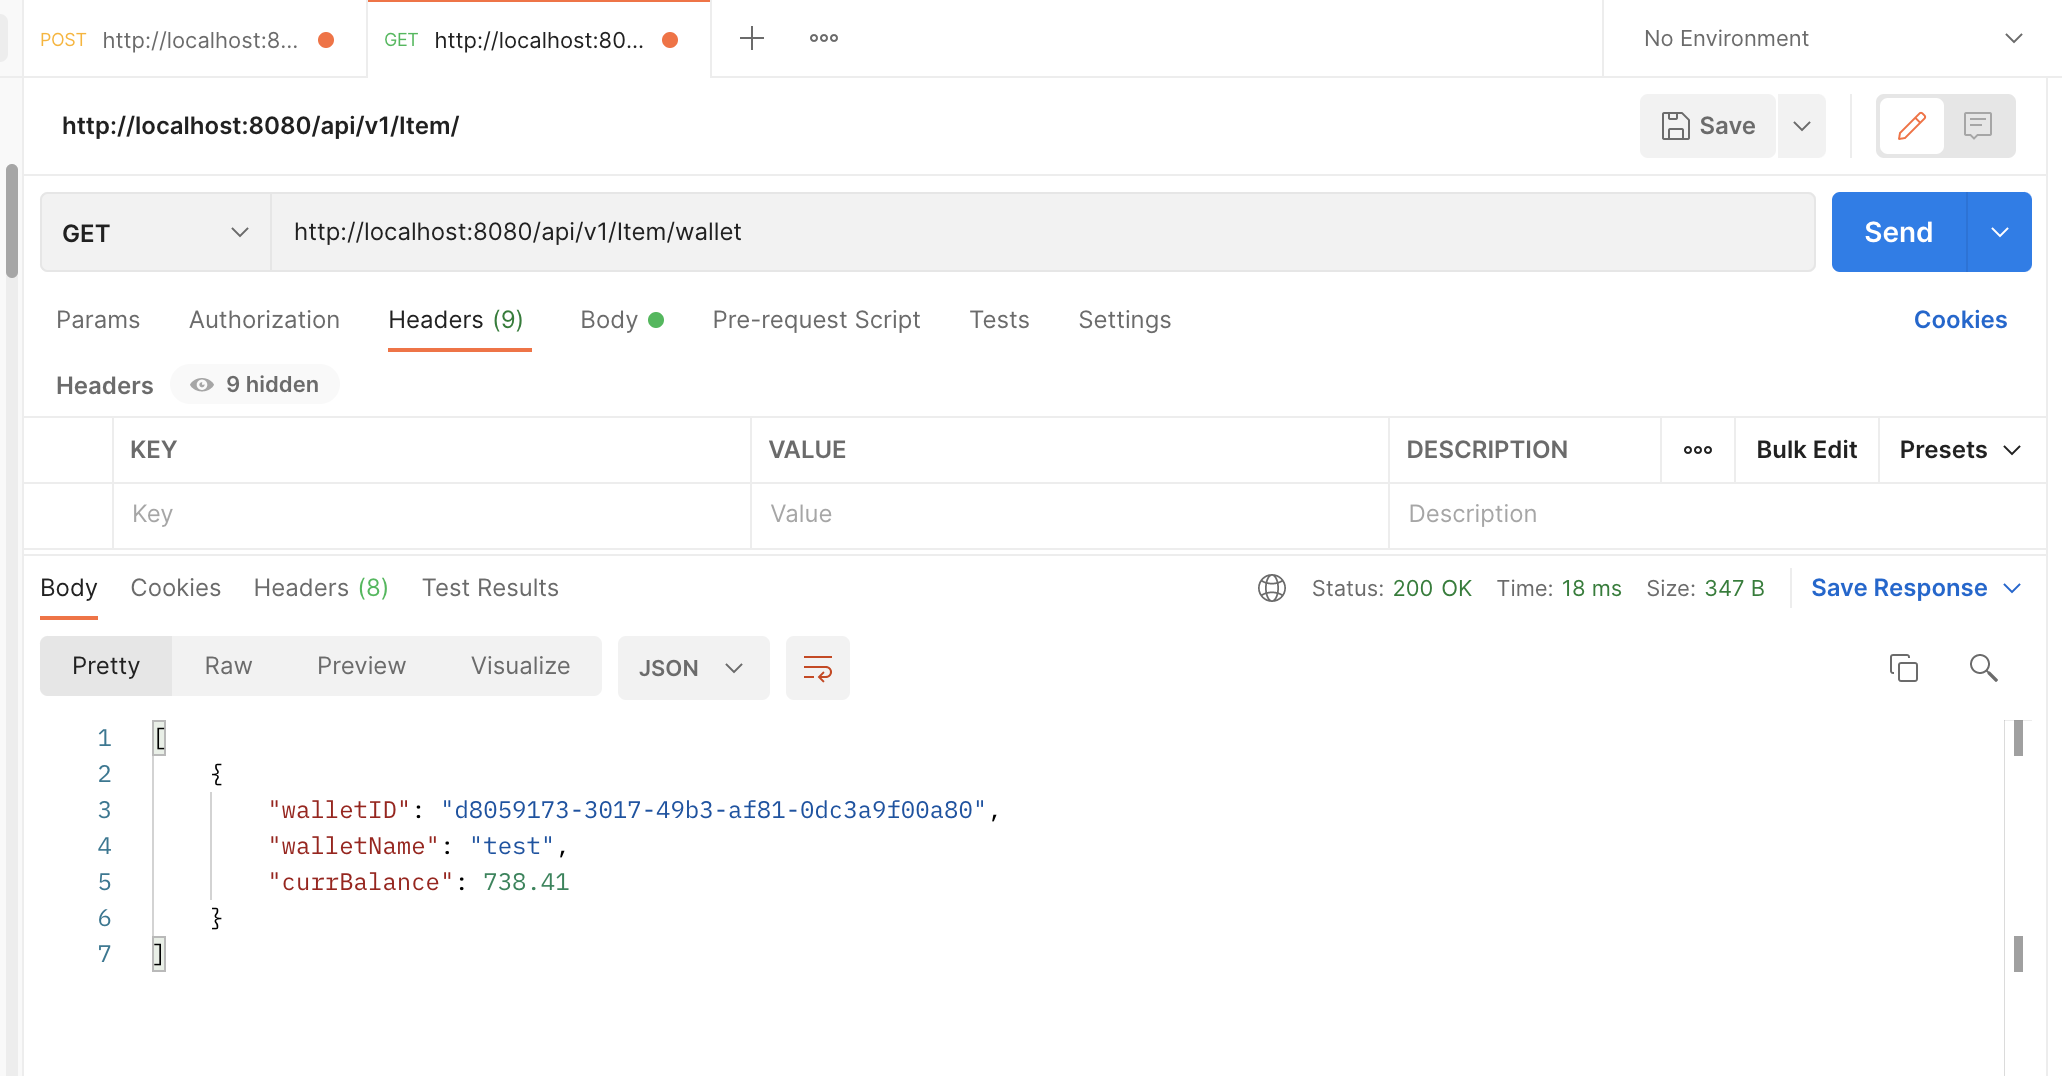 POST http://localhost:8... GET http://localhost:80... No Environment
http://localhost:8080/api/v1/Item/ Save
GET http://localhost:8080/api/v1/Item/wallet Send
Params Authorization Headers (9) Body Pre-request Script Tests Settings Cookies
Headers 9 hidden
KEY VALUE DESCRIPTION Bulk Edit Presets
Key Value Description
Body Cookies Headers (8) Test Results Status: 200 OK Time: 18 ms Size: 347 B Save Response
Pretty Raw Preview Visualize JSON
1 [
2 {
3 "walletID": "d8059173-3017-49b3-af81-0dc3a9f00a80",
4 "walletName": "test",
5 "currBalance": 738.41
6 }
7 ]